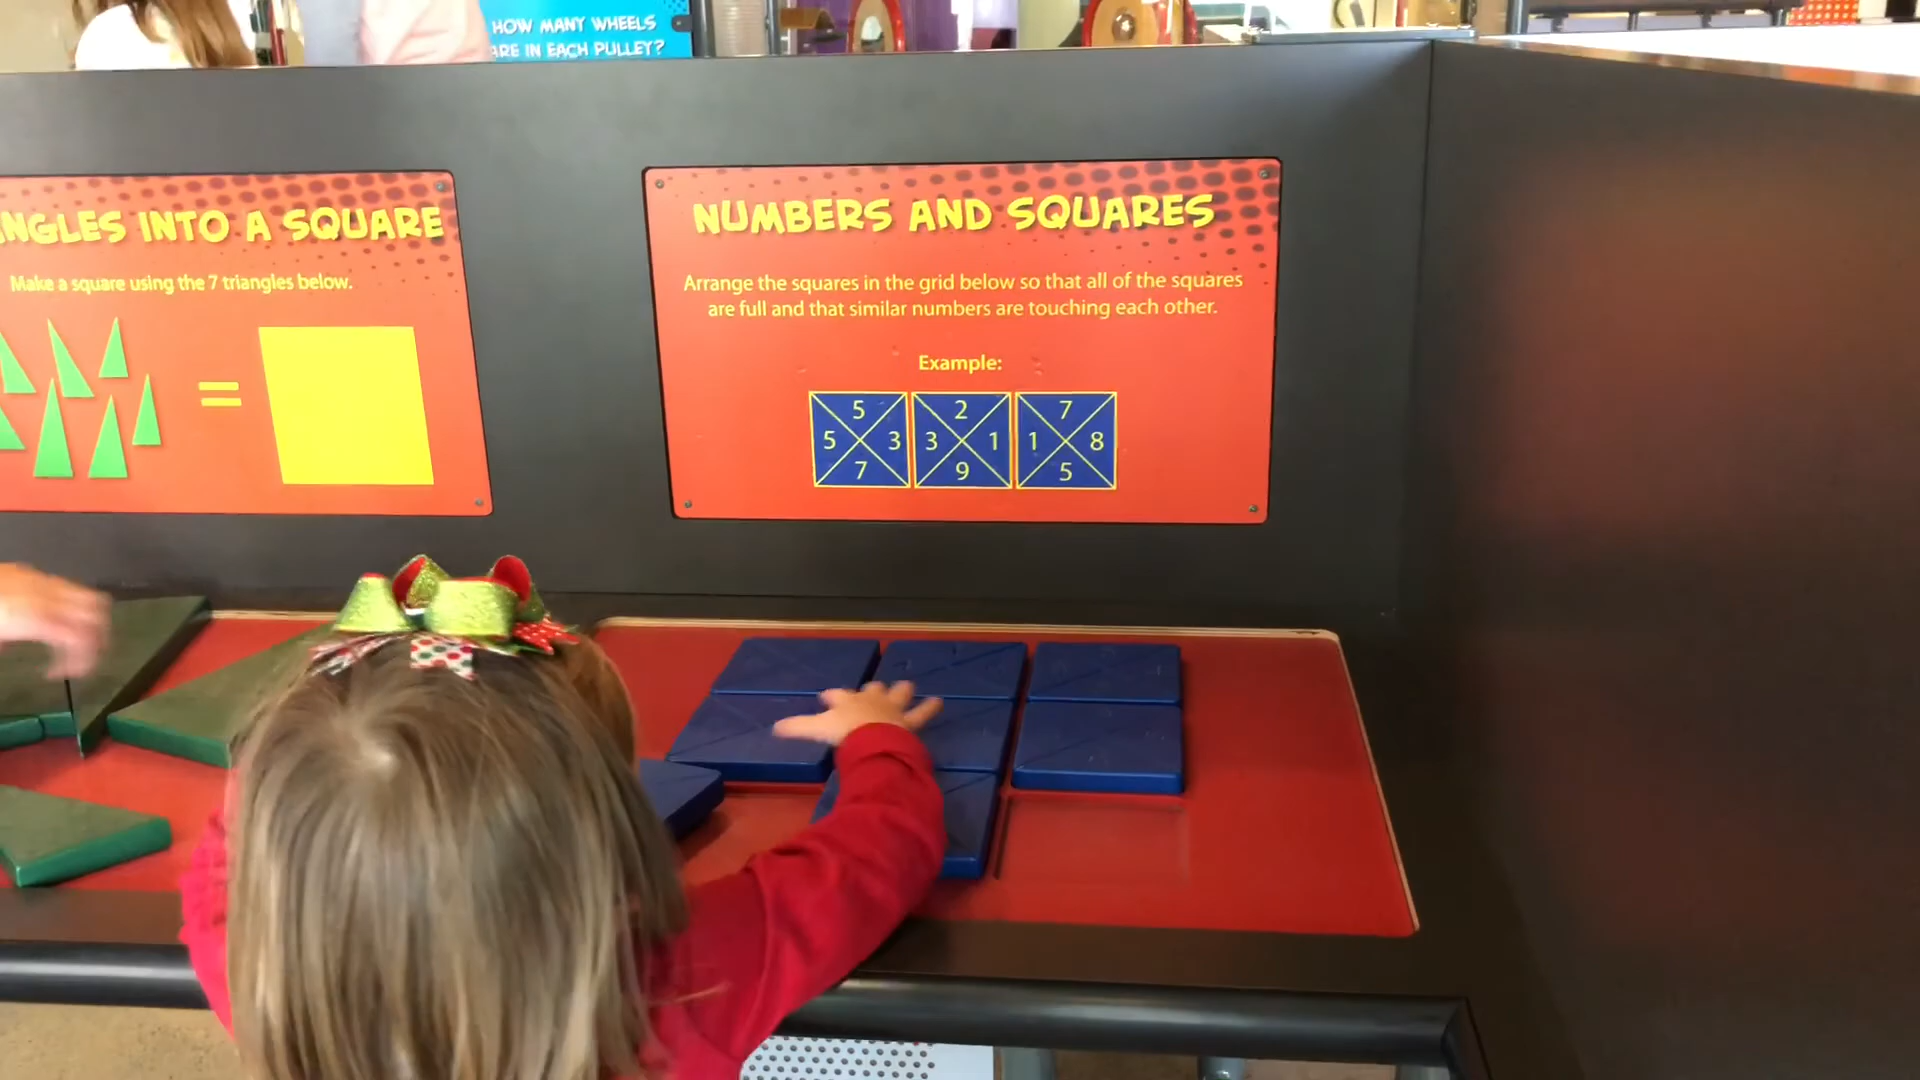 HOW MANY WHEELS
ARE IN EACH PULLEY?
NGLES INTO A SQUARE
Make a square using the 7 triangles below.
=
NUMBERS AND SQUARES
Arrange the squares in the grid below so that all of the squares
are full and that similar numbers are touching each other.
Example:
5 2 7
5 3 3 1 1 8
7 9 5